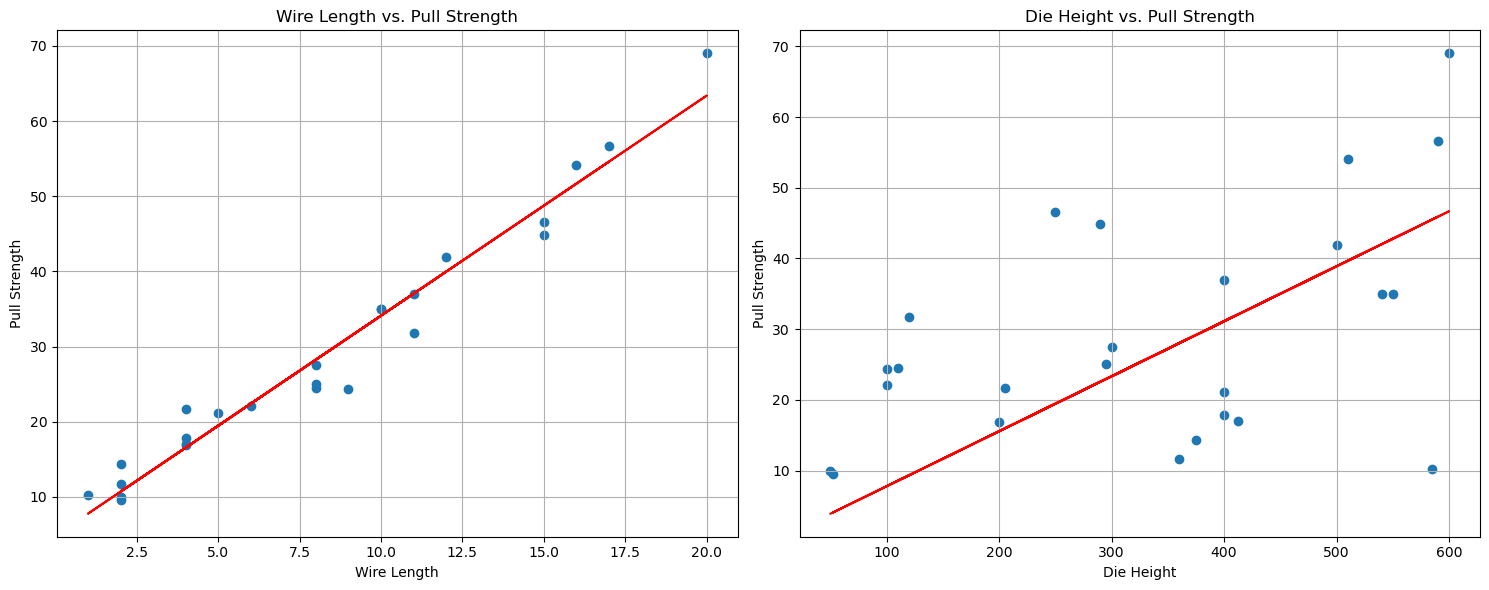 Wire Length vs. Pull Strength
70
60
50
40
30
20
10
Pull Strength
2.5 5.0 7.5 10.0 12.5 15.0 17.5 20.0
Wire Length
Die Height vs. Pull Strength
70
60
50
40
30
20
10
Pull Strength
100 200 300 400 500 600
Die Height